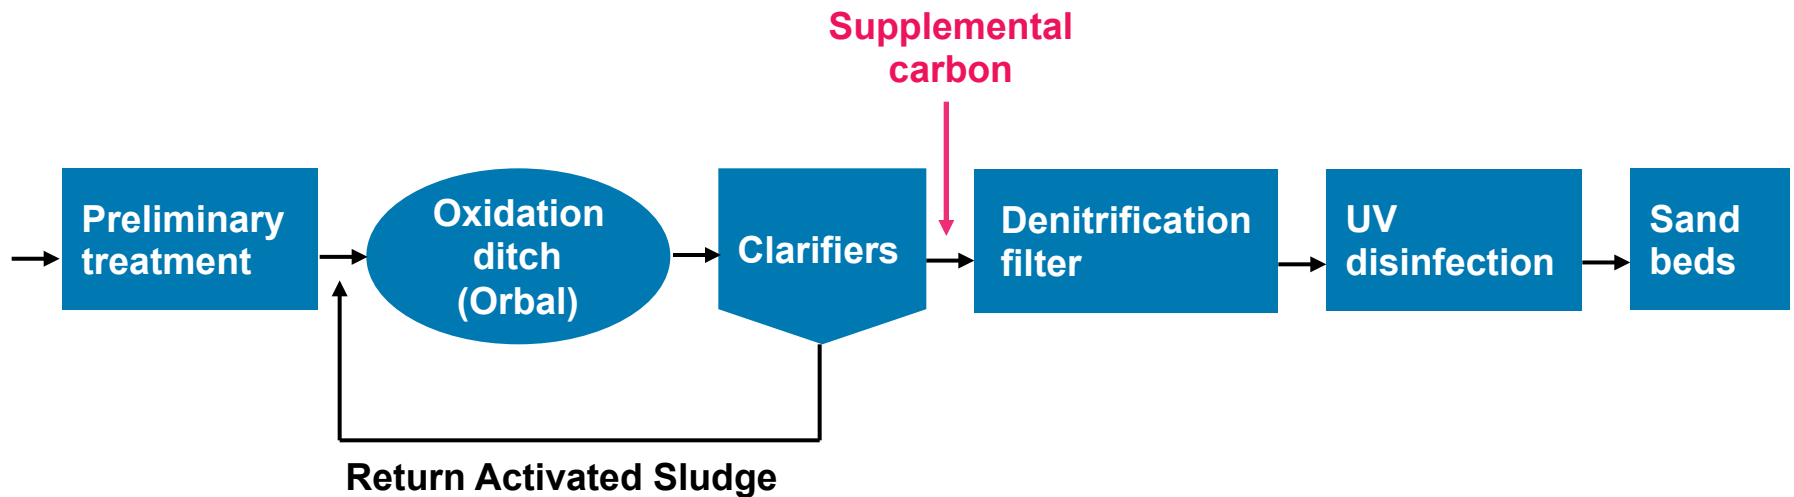 Supplemental
carbon
Preliminary
treatment
Oxidation
ditch
(Orbal)
Clarifiers
Denitrification
filter
UV
disinfection
Sand
beds
Return Activated Sludge